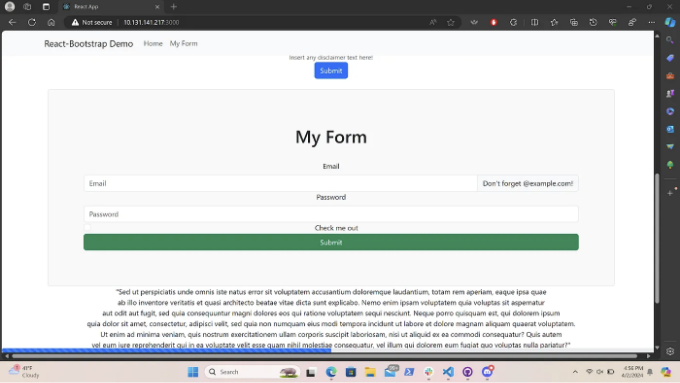 React App
Not secure
10.131.141.217:3000
React-Bootstrap Demo
Home
My Form
Insert any disclaimer text here!
Submit
My Form
Email
Email
Don't forget @example.com!
Password
Password
Check me out
Submit
"Sed ut perspiciatis unde omnis iste natus error sit voluptatem accusantium doloremque laudantium, totam rem aperiam, eaque ipsa quae
ab illo inventore veritatis et quasi architecto beatae vitae dicta sunt explicabo. Nemo enim ipsam voluptatem quia voluptas sit aspernatur
aut odit aut fugit, sed quia consequuntur magni dolores eos qui ratione voluptatem sequi nesciunt. Neque porro quisquam est, qui dolorem ipsum
quia dolor sit amet, consectetur, adipisci velit, sed quia non numquam eius modi tempora incidunt ut labore et dolore magnam aliquam quaerat voluptatem.
Ut enim ad minima veniam, quis nostrum exercitationem ullam corporis suscipit laboriosam, nisi ut aliquid ex ea commodi consequatur? Quis autem
vel eum iure reprehenderit qui in ea voluptate velit esse quam nihil molestiae consequatur, vel illum qui dolorem eum fugiat quo voluptas nulla pariatur?"
41°F
Cloudy
Search
4:56 PM
4/2/2024